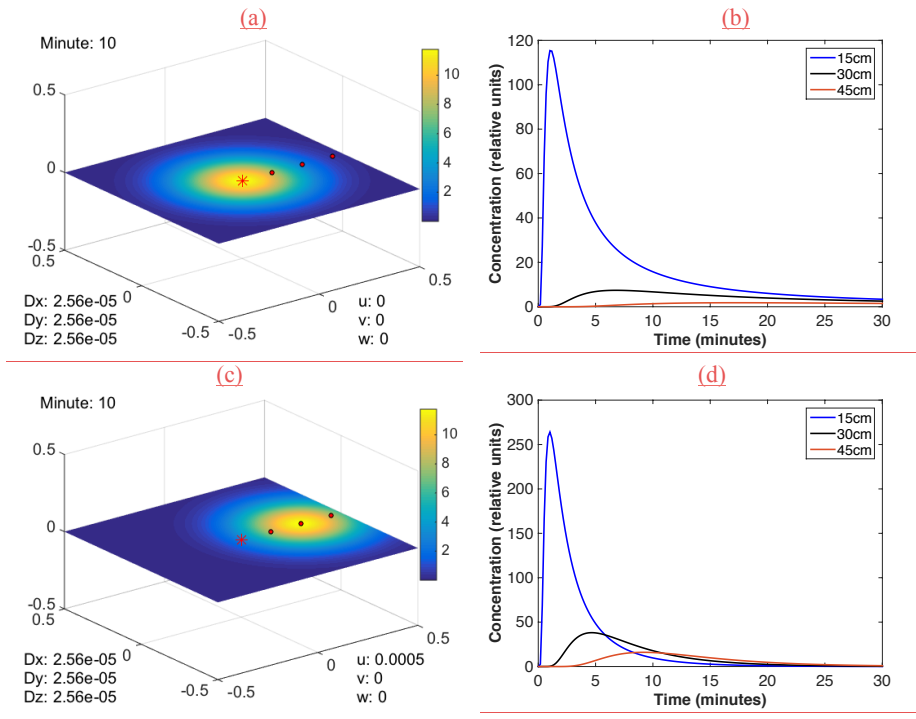 (a)
Minute: 10
0.5
0
-0.5
0.5
0
-0.5
-0.5
0
0.5
10
8
6
4
2
Dx: 2.56e-05
Dy: 2.56e-05
Dz: 2.56e-05
u: 0
v: 0
w: 0
(b)
Concentration (relative units)
120
100
80
60
40
20
0
0 5 10 15 20 25 30
Time (minutes)
15cm
30cm
45cm
(c)
Minute: 10
0.5
0
-0.5
0.5
0
-0.5
-0.5
0
0.5
10
8
6
4
2
Dx: 2.56e-05
Dy: 2.56e-05
Dz: 2.56e-05
u: 0.0005
v: 0
w: 0
(d)
Concentration (relative units)
300
250
200
150
100
50
0
0 5 10 15 20 25 30
Time (minutes)
15cm
30cm
45cm